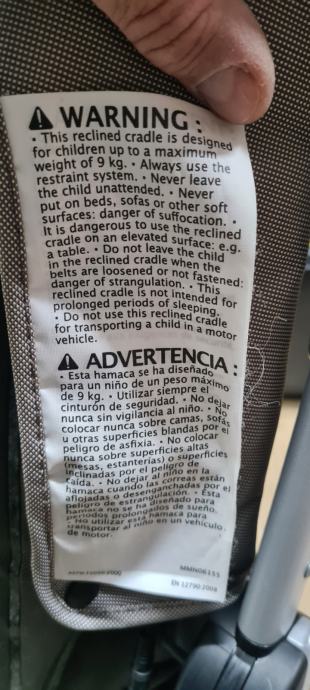 WARNING :
• This reclined cradle is designed
for children up to a maximum
weight of 9 kg. • Always use the
restraint system. • Never leave
the child unattended. • Never
put on beds, sofas or other soft
surfaces: danger of suffocation. •
It is dangerous to use the reclined
cradle on an elevated surface: e.g.
a table. • Do not leave the child
in the reclined cradle when the
belts are loosened or not fastened:
danger of strangulation. • This
reclined cradle is not intended for
prolonged periods of sleeping.
• Do not use this reclined cradle
for transporting a child in a motor
vehicle.
ADVERTENCIA :
• Esta hamaca se ha diseñado
para un niño de un peso máximo
de 9 kg. • Utilizar siempre el
cinturón de seguridad. • No dejar
nunca sin vigilancia al niño. • No
colocar nunca sobre camas, sofás
u otras superficies blandas por el
peligro de asfixia. • No colocar
nunca sobre superficies altas
(mesas, estanterías) o superficies
inclinadas por el peligro de
caída. • No dejar al niño en la
hamaca cuando las correas están
aflojadas o desenganchadas por el
peligro de estrangulación. • Esta
hamaca no se ha diseñado para
períodos prolongados de sueño.
• No utilizar esta hamaca para
transportar al niño en un vehículo
de motor.
MMN06155
EN 12790:2008